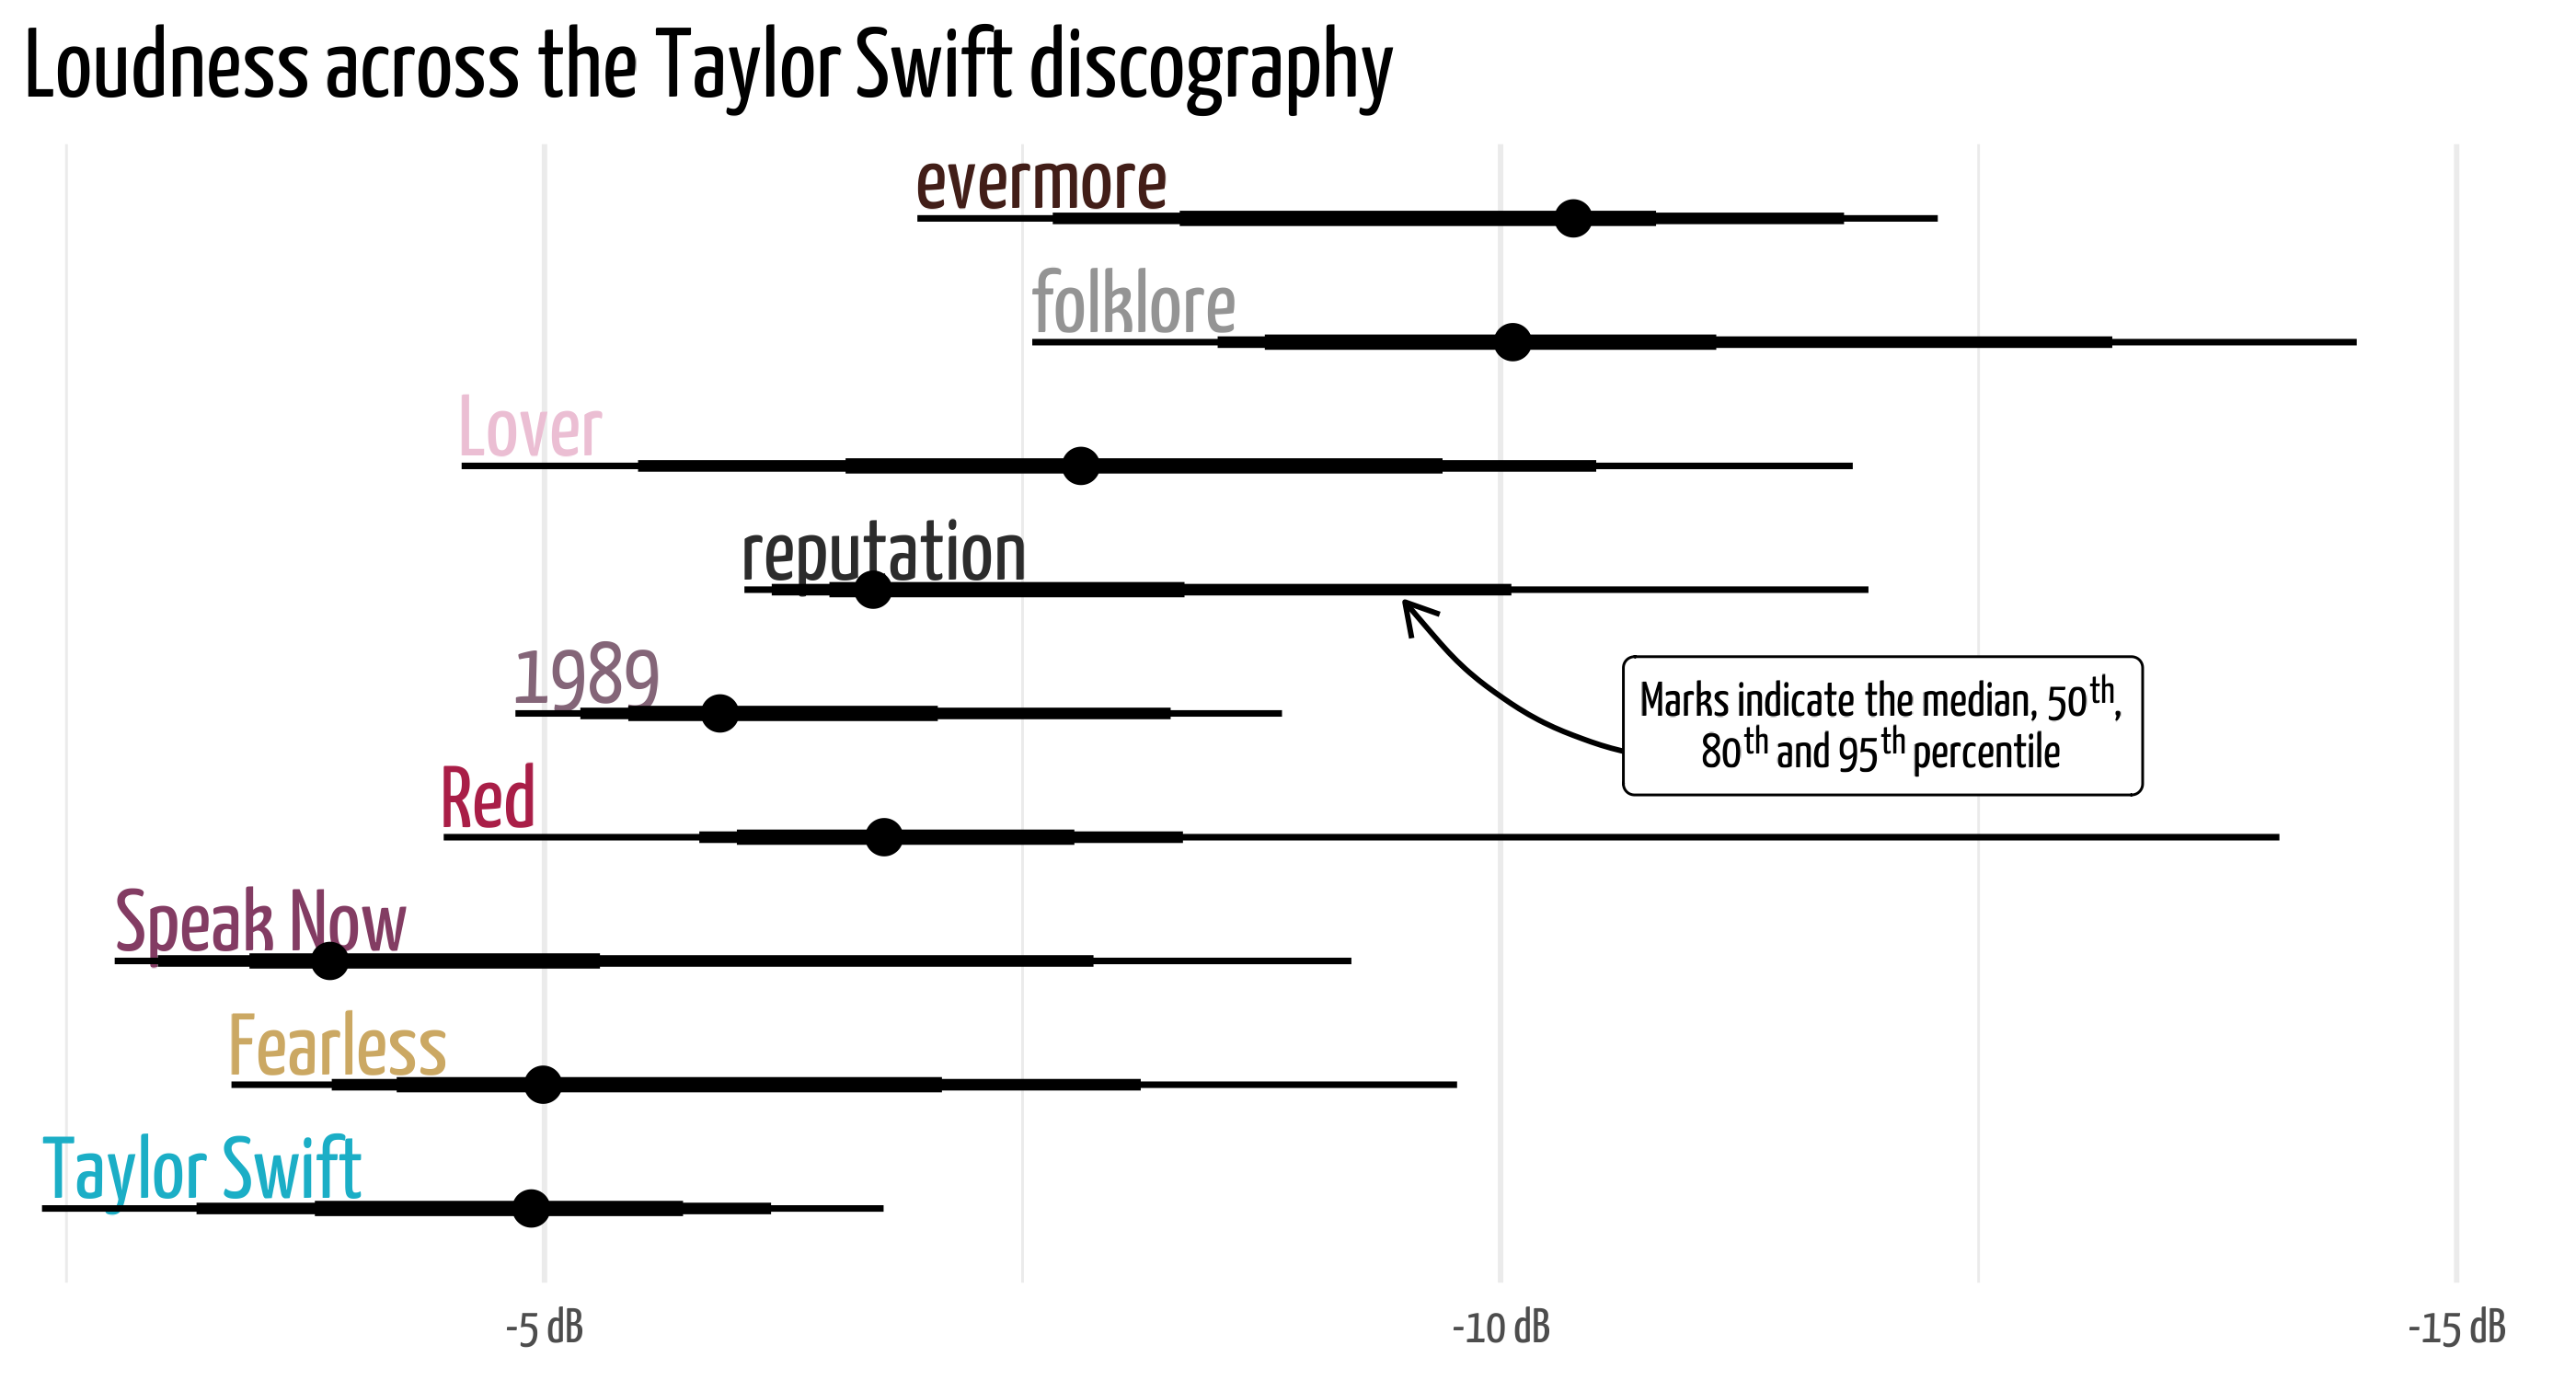 Loudness across the Taylor Swift discography
evermore
folklore
Lover
reputation
1989
Marks indicate the median, 50th,
80th and 95th percentile
Red
Speak Now
Fearless
Taylor Swift
-5 dB
-10 dB
-15 dB